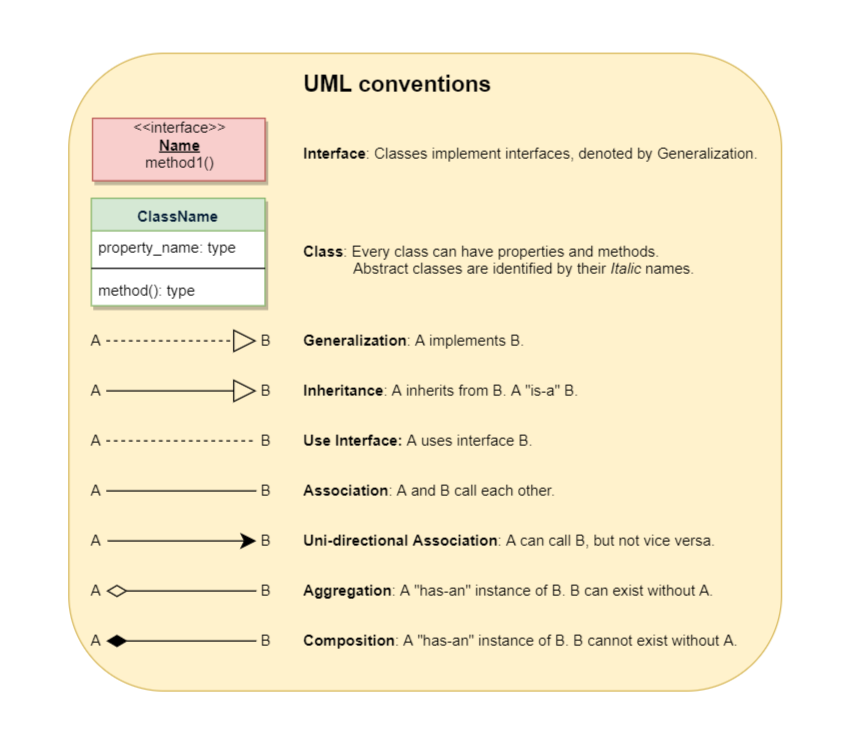 UML conventions
<<interface>>
Name
method1()
Interface: Classes implement interfaces, denoted by Generalization.
ClassName
property_name: type
method(): type
Class: Every class can have properties and methods.
Abstract classes are identified by their Italic names.
A B Generalization: A implements B.
A B Inheritance: A inherits from B. A "is-a" B.
A B Use Interface: A uses interface B.
A B Association: A and B call each other.
A B Uni-directional Association: A can call B, but not vice versa.
A B Aggregation: A "has-an" instance of B. B can exist without A.
A B Composition: A "has-an" instance of B. B cannot exist without A.